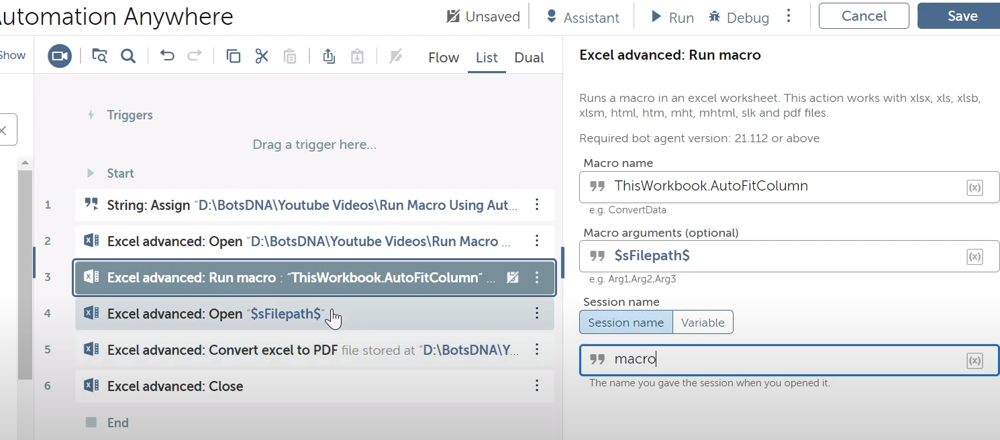 utomation Anywhere
Unsaved
Assistant
Run
Debug
Cancel
Save
Show
Flow
List
Dual
Triggers
Drag a trigger here...
Start
1 String: Assign “D:\BotsDNA\Youtube Videos\Run Macro Using Aut...
2 Excel advanced: Open “D:\BotsDNA\Youtube Videos\Run Macro ...
3 Excel advanced: Run macro : “ThisWorkbook.AutoFitColumn” ...
4 Excel advanced: Open “$sFilepath$”
5 Excel advanced: Convert excel to PDF file stored at “D:\BotsDNA\Y...
6 Excel advanced: Close
End
Excel advanced: Run macro
Runs a macro in an excel worksheet. This action works with xlsx, xls, xlsb,
xlsm, html, htm, mht, mhtml, slk and pdf files.
Required bot agent version: 21.112 or above
Macro name
ThisWorkbook.AutoFitColumn
(x)
e.g. ConvertData
Macro arguments (optional)
$sFilepath$
(x)
e.g. Arg1,Arg2,Arg3
Session name
Session name
Variable
macro
(x)
The name you gave the session when you opened it.